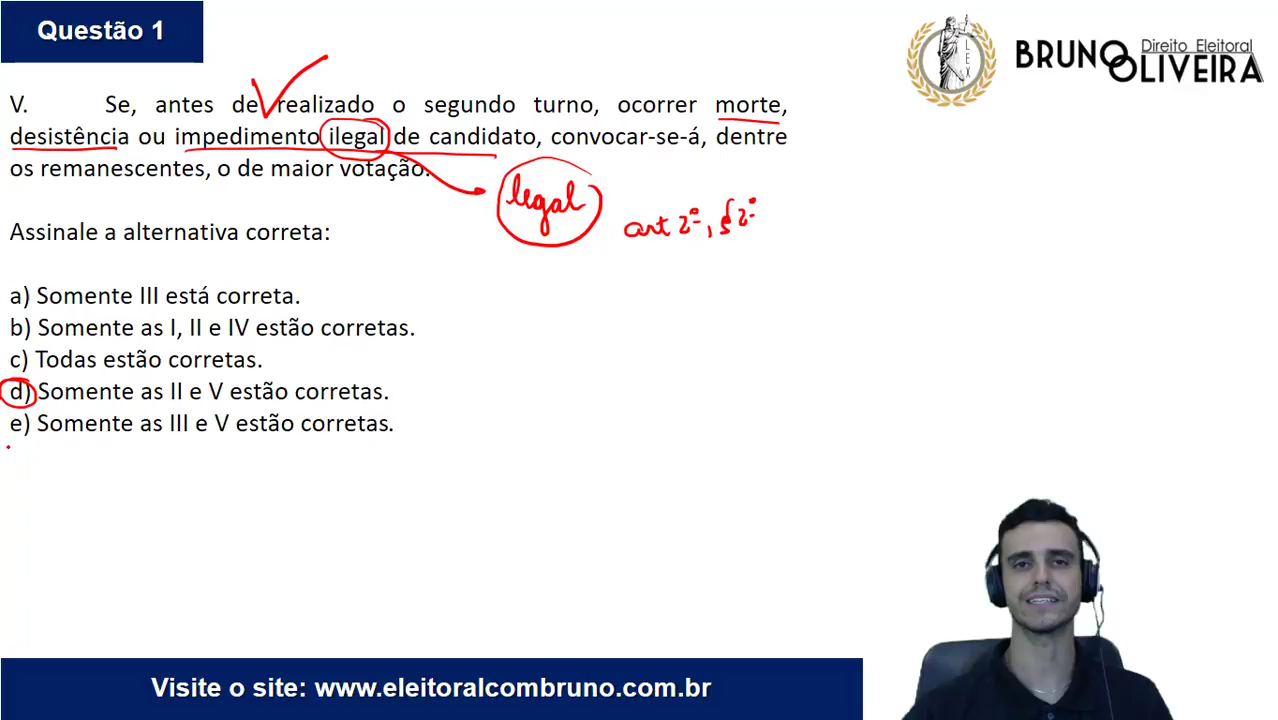 Questão 1
BRUNO Direito Eleitoral
OLIVEIRA
LEX
V. Se, antes de realizado o segundo turno, ocorrer morte,
desistência ou impedimento ilegal de candidato, convocar-se-á, dentre
os remanescentes, o de maior votação.
legal
art 2º, § 2º
Assinale a alternativa correta:
a) Somente III está correta.
b) Somente as I, II e IV estão corretas.
c) Todas estão corretas.
d) Somente as II e V estão corretas.
e) Somente as III e V estão corretas.
Visite o site: www.eleitoralcombruno.com.br